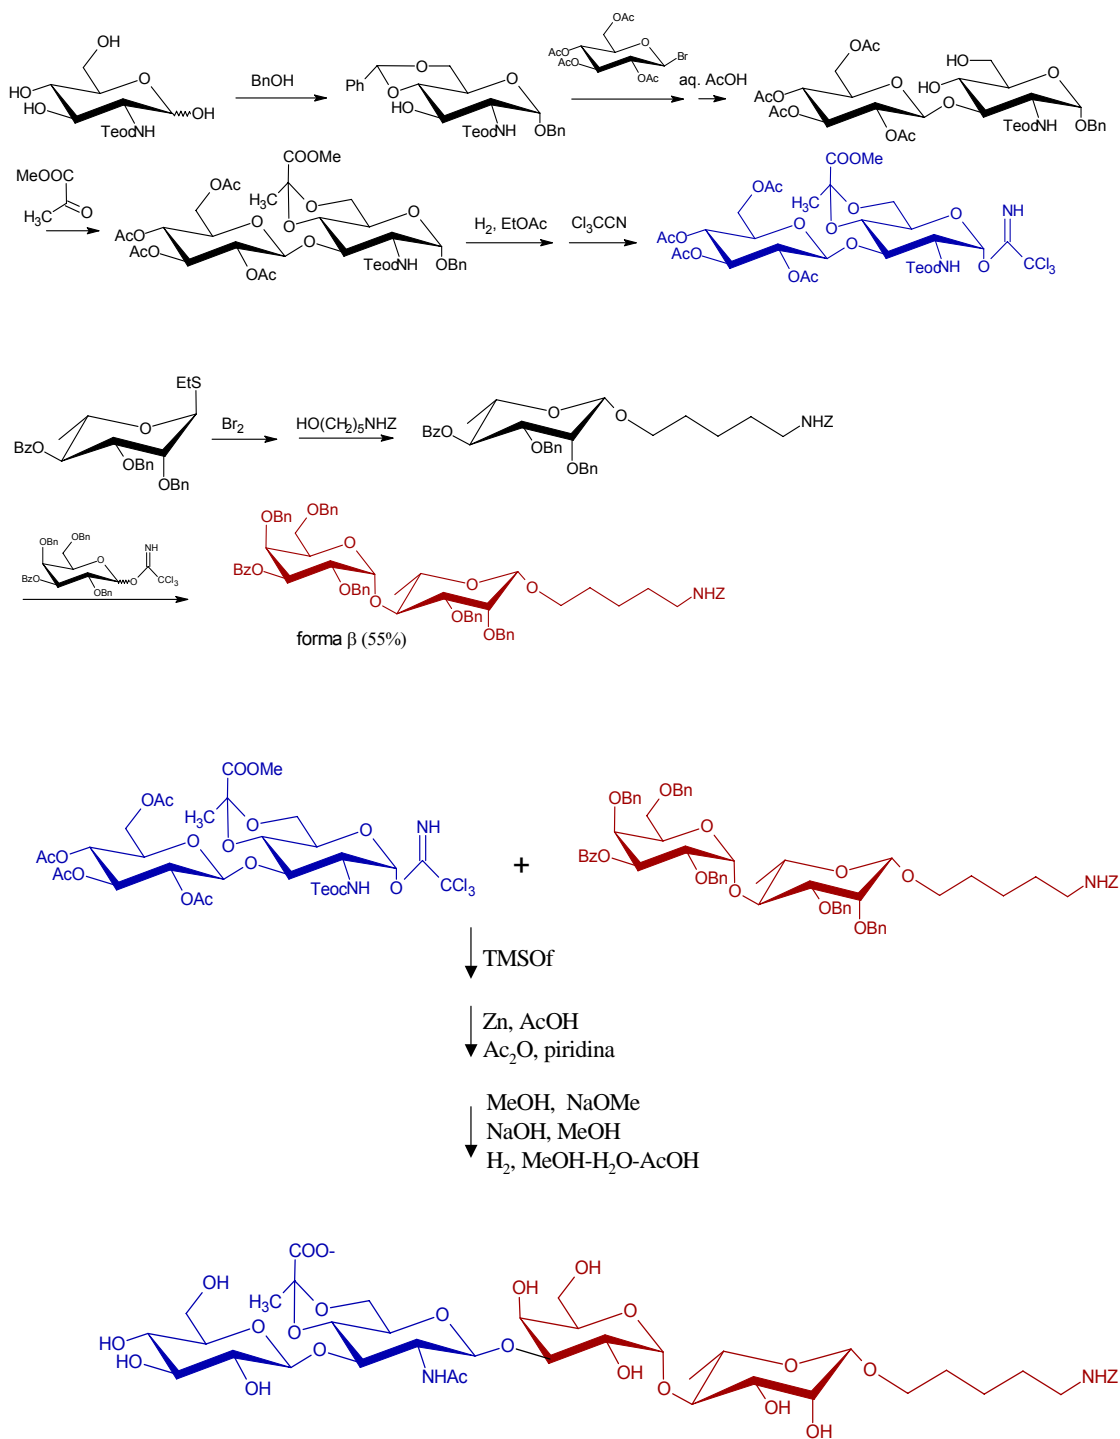 OH
HO
O
HO
OH
TeocNH
BnOH
Ph
O
O
O
HO
TeocNH
OBn
OAc
O
AcO
AcO
Br
OAc
aq. AcOH
OAc
O
AcO
AcO
OAc
O
HO
HO
O
TeocNH
OBn
MeOOC
H3C
O
COOMe
H3C
O
O
O
OAc
O
AcO
AcO
OAc
O
TeocNH
OBn
H2, EtOAc
Cl3CCN
COOMe
H3C
O
O
O
OAc
O
AcO
AcO
OAc
O
TeocNH
O
NH
CCl3
EtS
O
BzO
OBn
OBn
Br2
HO(CH2)5NHZ
O
O
NHZ
BzO
OBn
OBn
OBn
OBn
O
BzO
OBn
O
NH
CCl3
OBn
OBn
O
BzO
OBn
O
O
O
NHZ
OBn
OBn
forma β (55%)
COOMe
H3C
O
O
O
OAc
O
AcO
AcO
OAc
O
TeocNH
O
NH
CCl3
+
OBn
OBn
O
BzO
OBn
O
O
O
NHZ
OBn
OBn
TMSOf
Zn, AcOH
Ac2O, piridina
MeOH, NaOMe
NaOH, MeOH
H2, MeOH-H2O-AcOH
COO-
H3C
O
O
O
OH
O
HO
HO
OH
O
NHAc
O
OH
OH
O
OH
O
O
O
NHZ
OH
OH